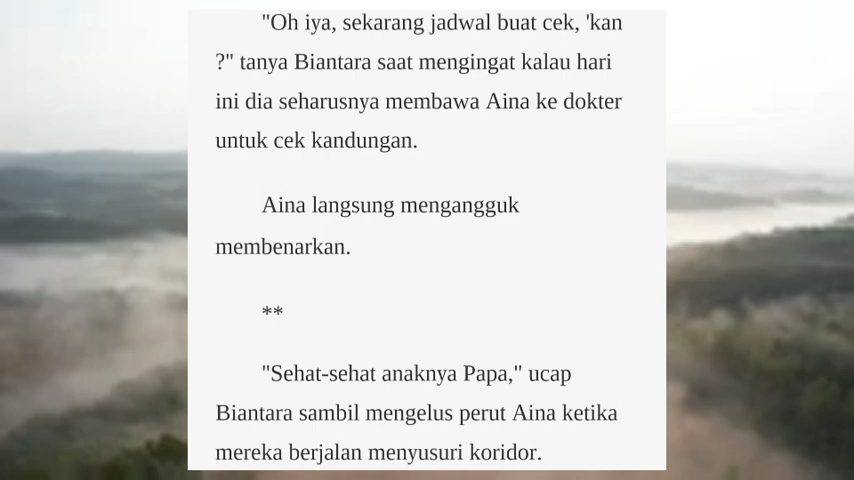 "Oh iya, sekarang jadwal buat cek, 'kan
?" tanya Biantara saat mengingat kalau hari
ini dia seharusnya membawa Aina ke dokter
untuk cek kandungan.
Aina langsung mengangguk
membenarkan.
**
"Sehat-sehat anaknya Papa," ucap
Biantara sambil mengelus perut Aina ketika
mereka berjalan menyusuri koridor.